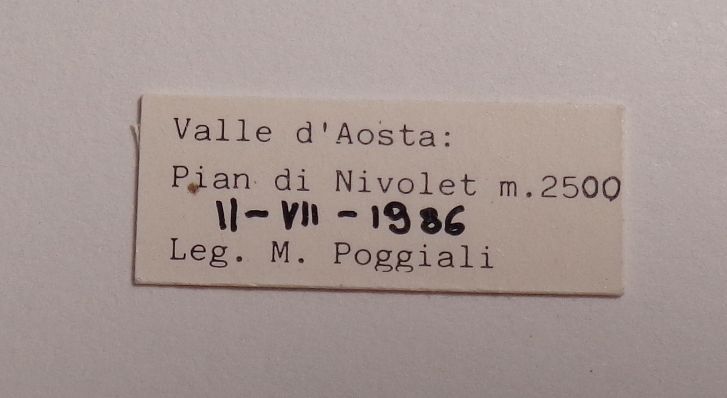 Valle d'Aosta:
Pian di Nivolet m.2500
11-VII-1986
Leg. M. Poggiali